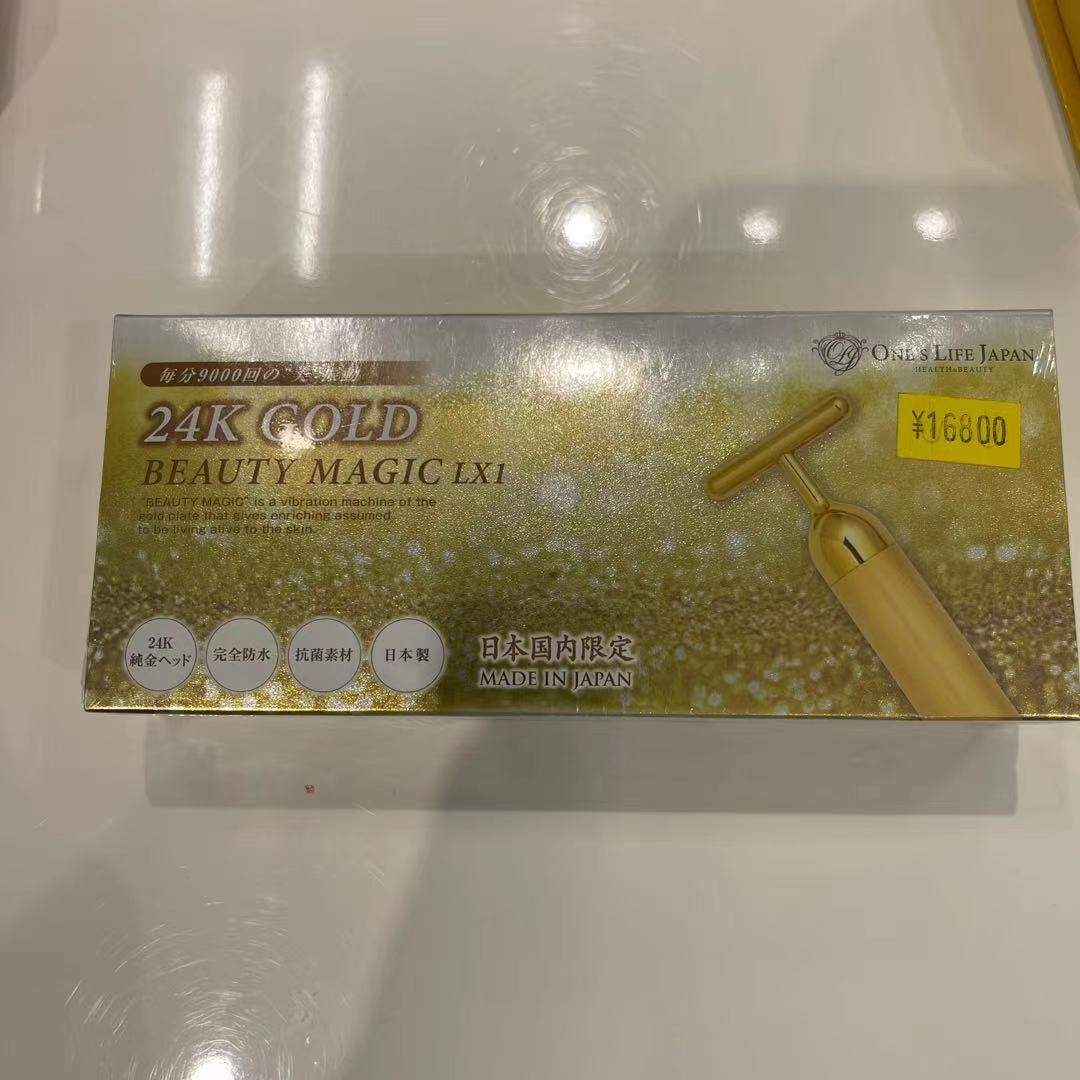 毎分9000回の"美"振動
24K GOLD
BEAUTY MAGIC LX1
"BEAUTY MAGIC" is a vibration machine of the
gold plate that gives enriching assumed
to be living alive to the skin.
ONE'S LIFE JAPAN
HEALTH&BEAUTY
¥16800
24K
純金ヘッド
完全防水
抗菌素材
日本製
日本国内限定
MADE IN JAPAN